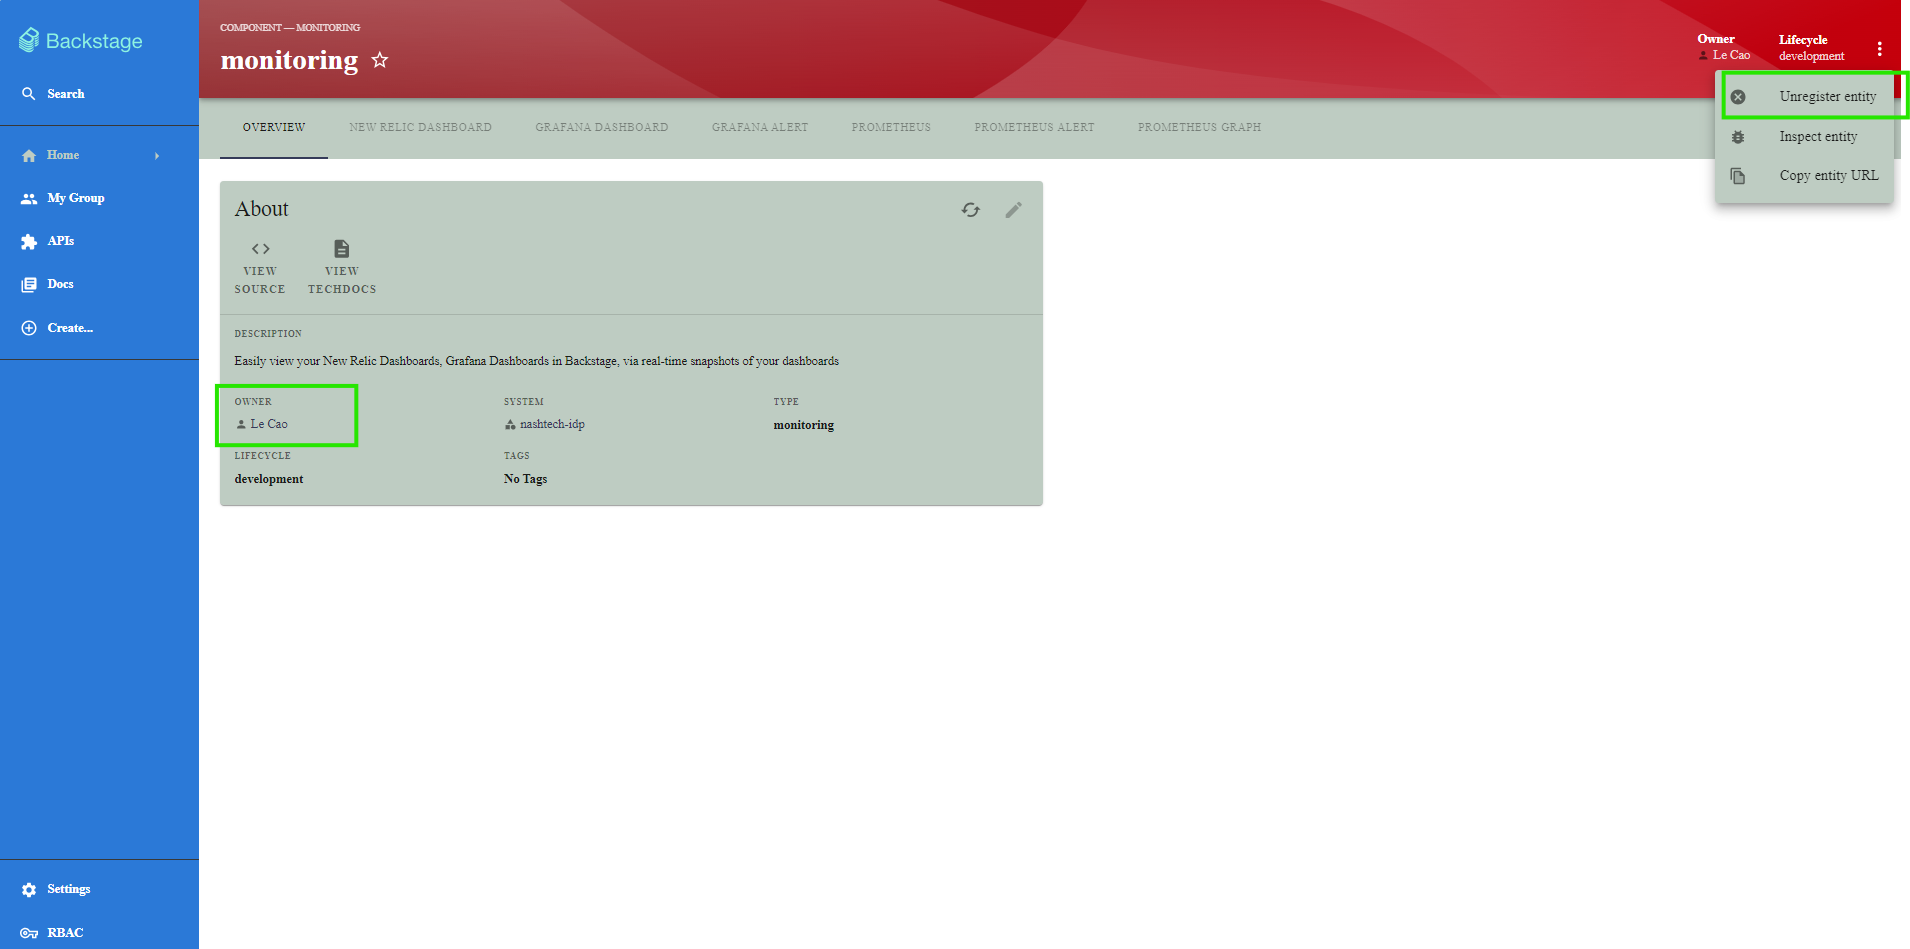 Backstage
Search
Home
My Group
APIs
Docs
Create...
Settings
RBAC
COMPONENT — MONITORING
monitoring
Owner
Le Cao
Lifecycle
development
Unregister entity
Inspect entity
Copy entity URL
OVERVIEW NEW RELIC DASHBOARD GRAFANA DASHBOARD GRAFANA ALERT PROMETHEUS PROMETHEUS ALERT PROMETHEUS GRAPH
About
VIEW SOURCE
VIEW TECHDOCS
DESCRIPTION
Easily view your New Relic Dashboards, Grafana Dashboards in Backstage, via real-time snapshots of your dashboards
OWNER
Le Cao
SYSTEM
nashtech-idp
TYPE
monitoring
LIFECYCLE
development
TAGS
No Tags